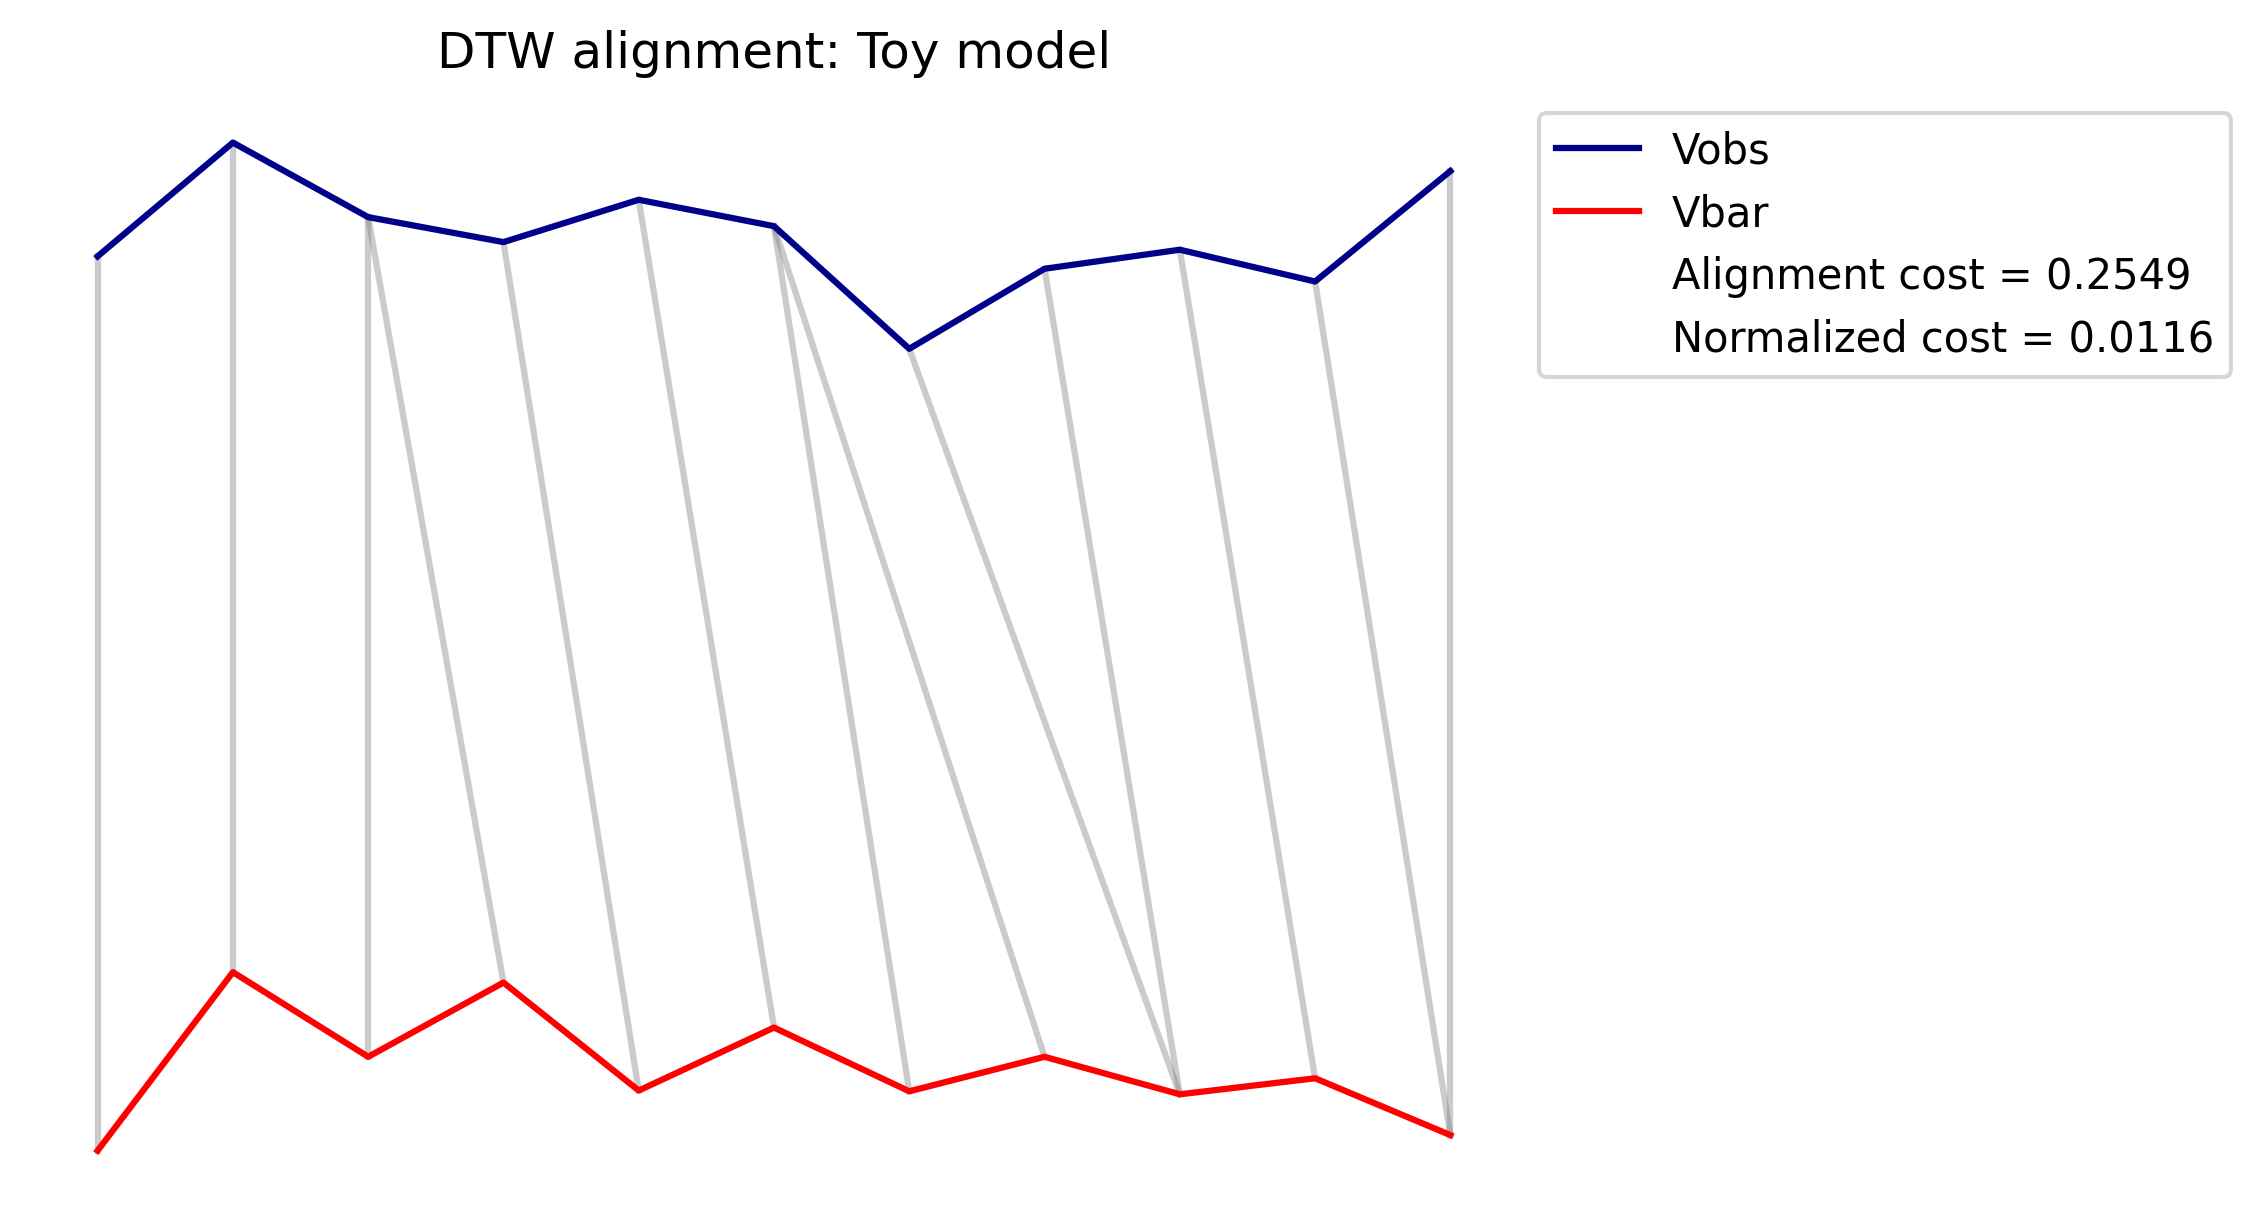 DTW alignment: Toy model
Vobs
Vbar
Alignment cost = 0.2549
Normalized cost = 0.0116